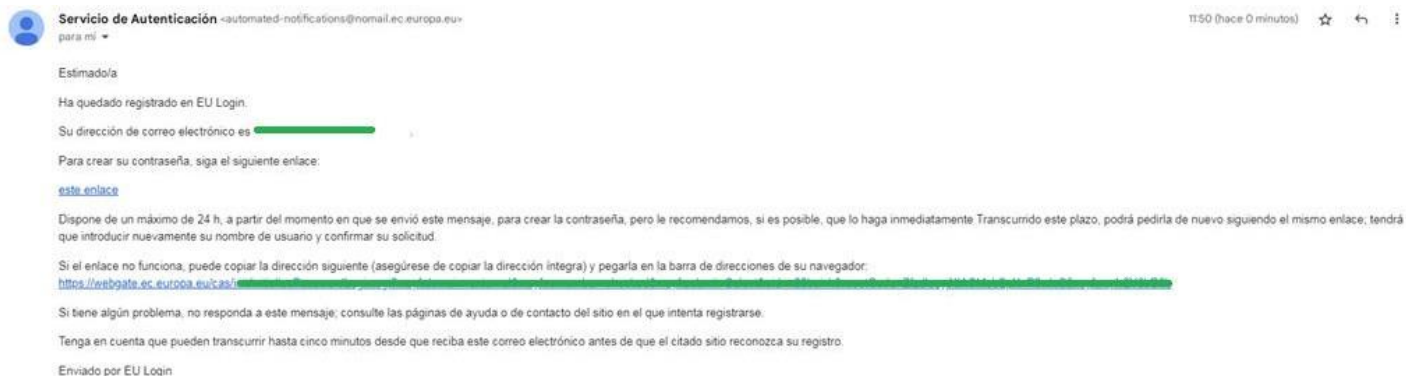 Servicio de Autenticación <automated-notifications@nomail.ec.europa.eu>
11:50 (hace 0 minutos)
para mí
Estimado/a
Ha quedado registrado en EU Login.
Su dirección de correo electrónico es
Para crear su contraseña, siga el siguiente enlace:
este enlace
Dispone de un máximo de 24 h, a partir del momento en que se envió este mensaje, para crear la contraseña, pero le recomendamos, si es posible, que lo haga inmediatamente Transcurrido este plazo, podrá pedirla de nuevo siguiendo el mismo enlace; tendrá
que introducir nuevamente su nombre de usuario y confirmar su solicitud.
Si el enlace no funciona, puede copiar la dirección siguiente (asegúrese de copiar la dirección íntegra) y pegarla en la barra de direcciones de su navegador:
https://webgate.ec.europa.eu/cas/
Si tiene algún problema, no responda a este mensaje; consulte las páginas de ayuda o de contacto del sitio en el que intenta registrarse.
Tenga en cuenta que pueden transcurrir hasta cinco minutos desde que reciba este correo electrónico antes de que el citado sitio reconozca su registro.
Enviado por EU Login